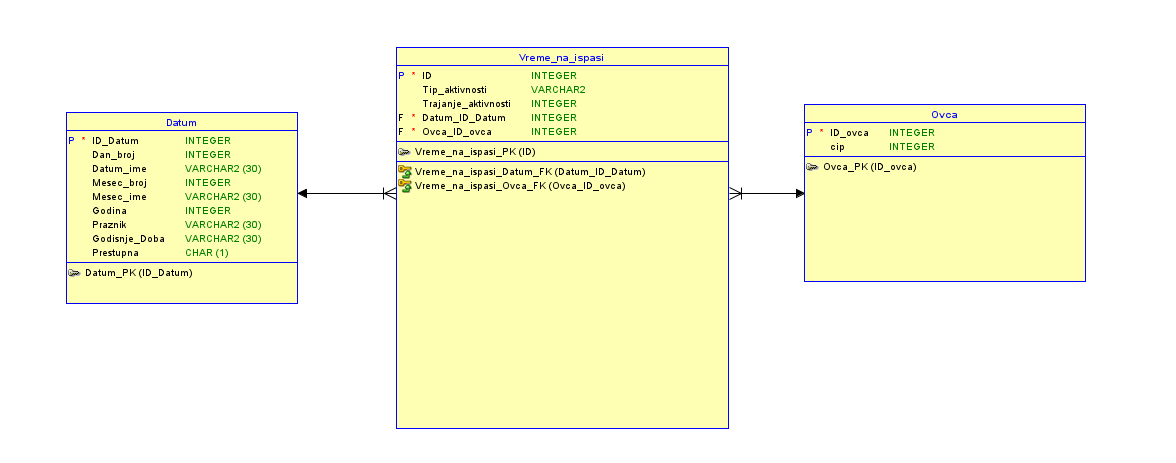 Datum
P * ID_Datum INTEGER
Dan_broj INTEGER
Datum_ime VARCHAR2 (30)
Mesec_broj INTEGER
Mesec_ime VARCHAR2 (30)
Godina INTEGER
Praznik VARCHAR2 (30)
Godisnje_Doba VARCHAR2 (30)
Prestupna CHAR (1)
Datum_PK (ID_Datum)
Vreme_na_ispasi
P * ID INTEGER
Tip_aktivnosti VARCHAR2
Trajanje_aktivnosti INTEGER
F * Datum_ID_Datum INTEGER
F * Ovca_ID_ovca INTEGER
Vreme_na_ispasi_PK (ID)
Vreme_na_ispasi_Datum_FK (Datum_ID_Datum)
Vreme_na_ispasi_Ovca_FK (Ovca_ID_ovca)
Ovca
P * ID_ovca INTEGER
cip INTEGER
Ovca_PK (ID_ovca)